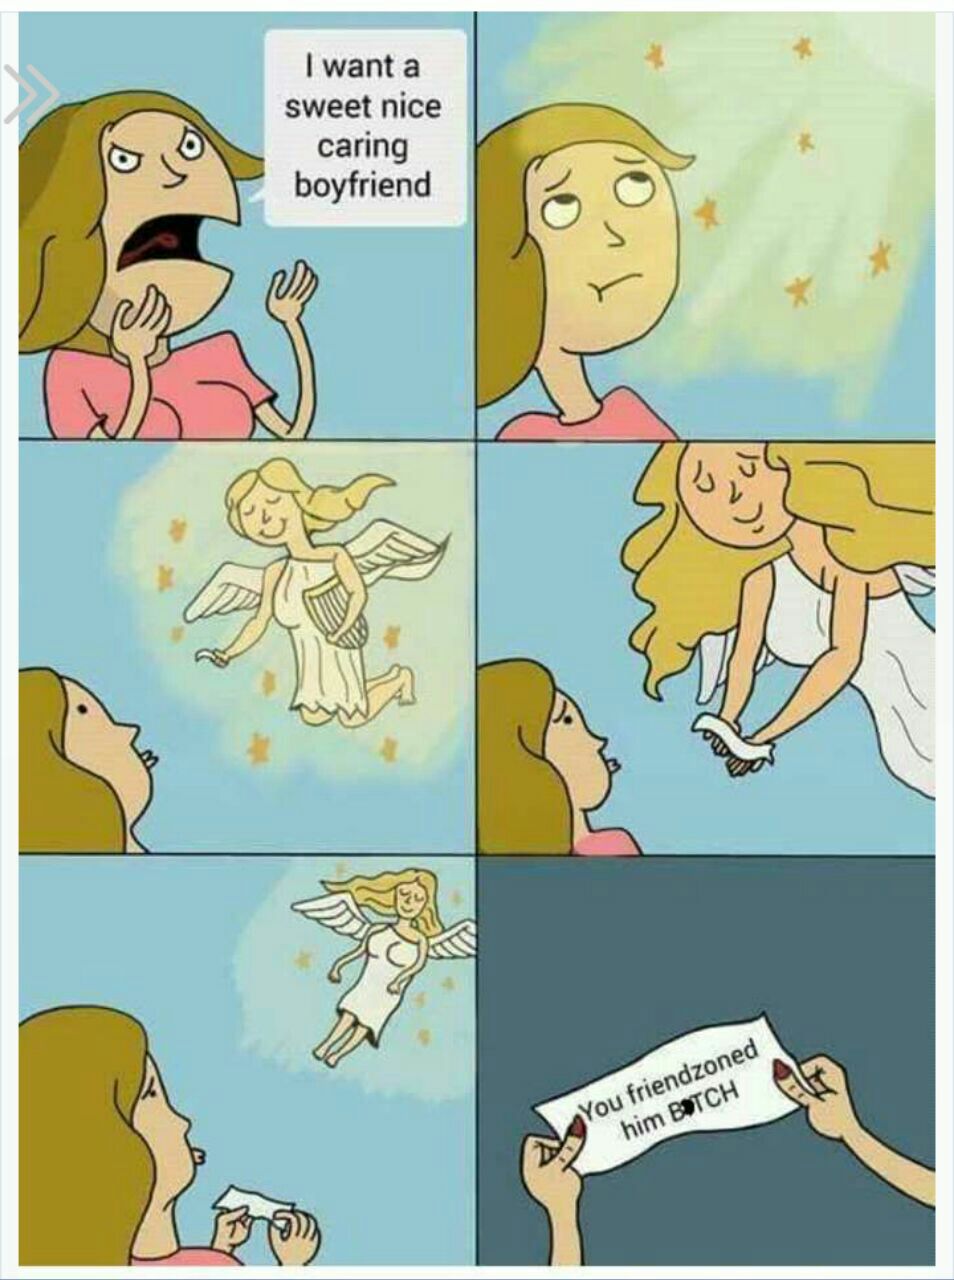 I want a
sweet nice
caring
boyfriend
You friendzoned
him B●TCH